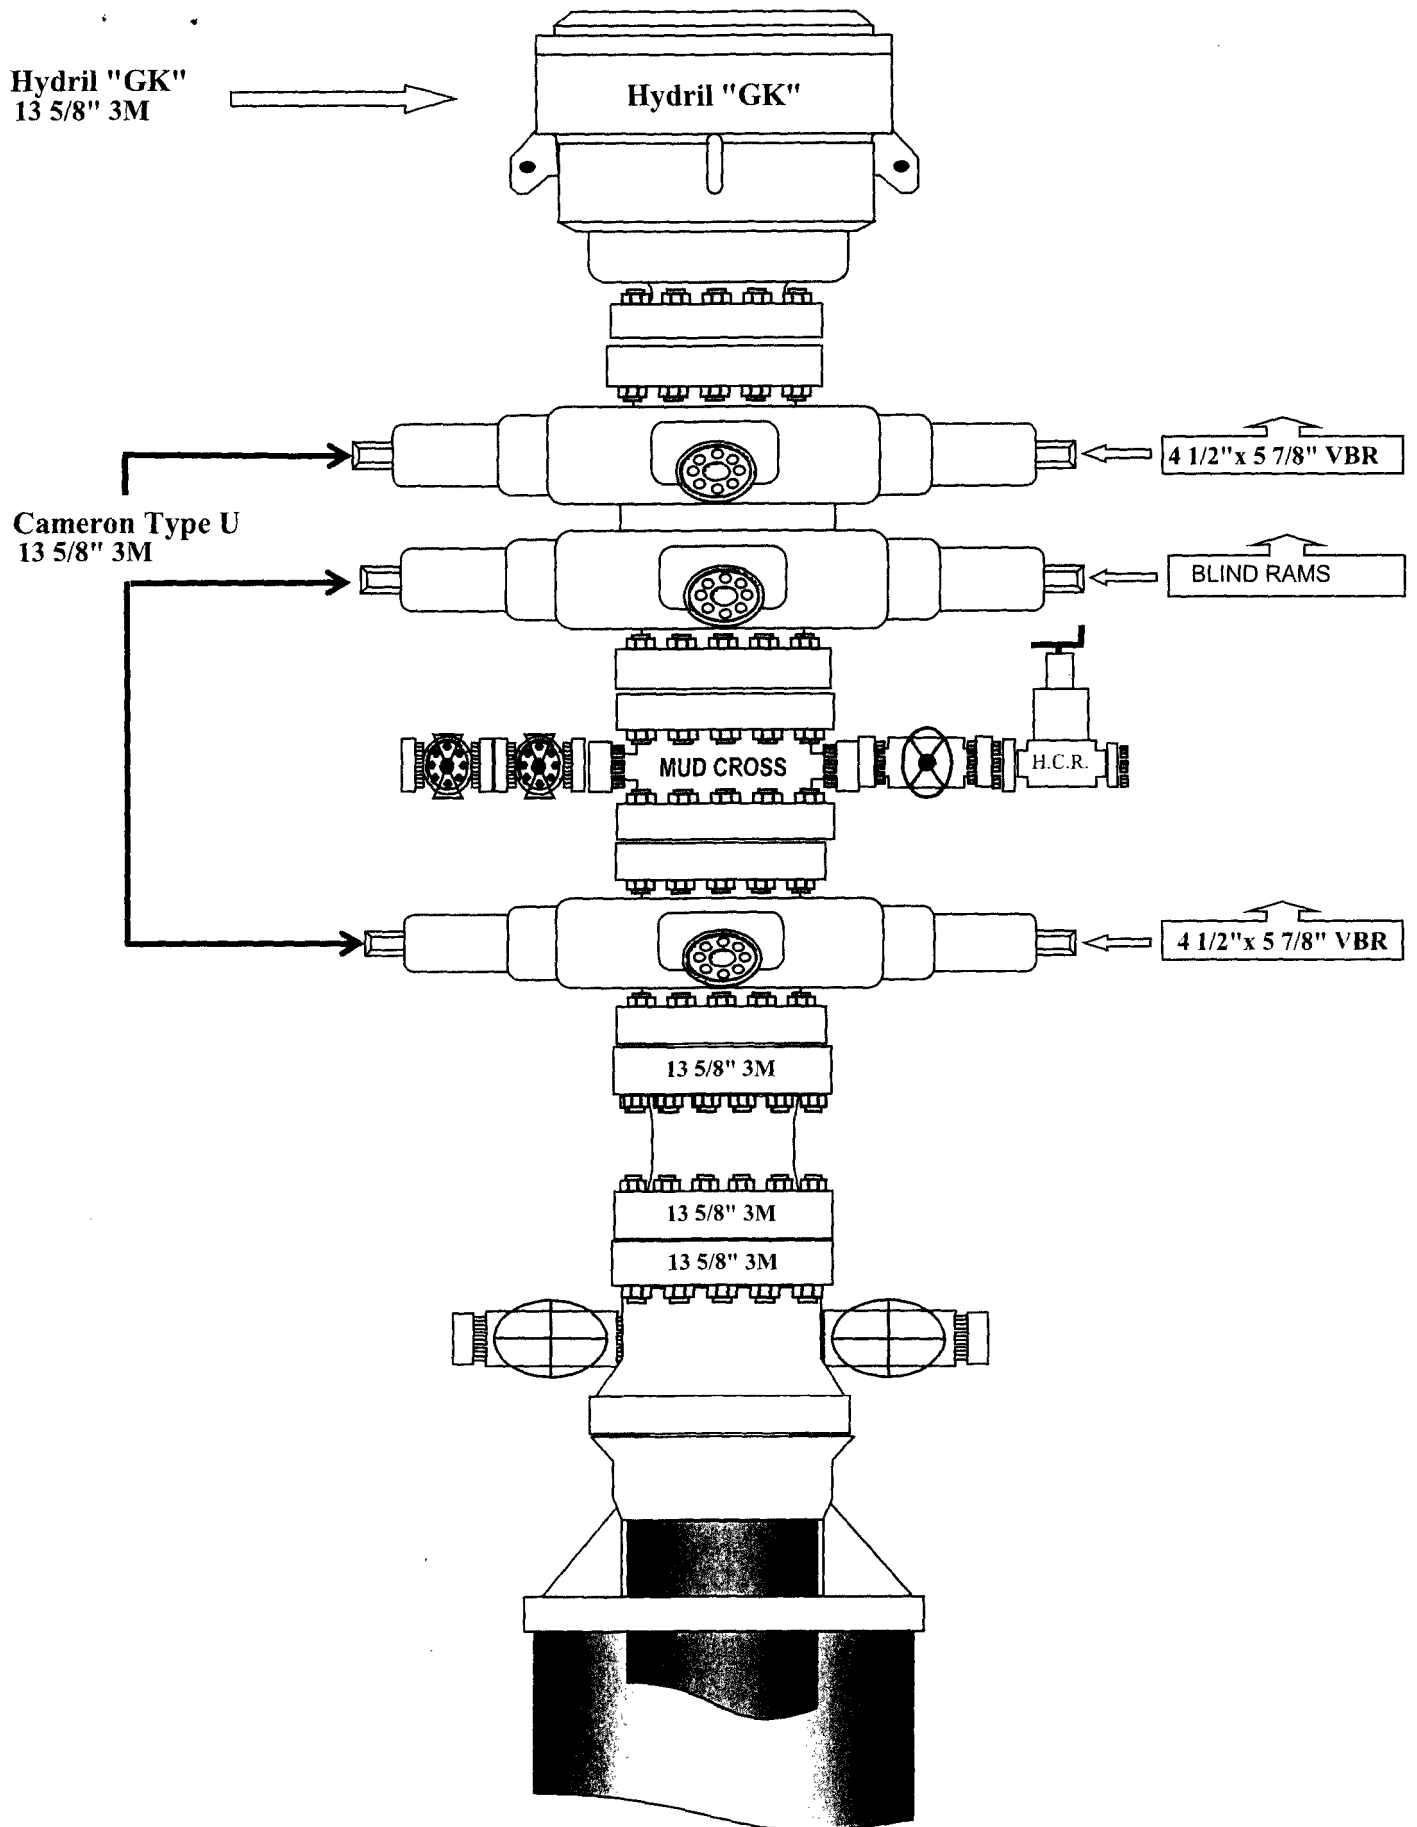 Hydril "GK"
13 5/8" 3M
Hydril "GK"
4 1/2"x 5 7/8" VBR
Cameron Type U
13 5/8" 3M
BLIND RAMS
MUD CROSS
H.C.R.
4 1/2"x 5 7/8" VBR
13 5/8" 3M
13 5/8" 3M
13 5/8" 3M